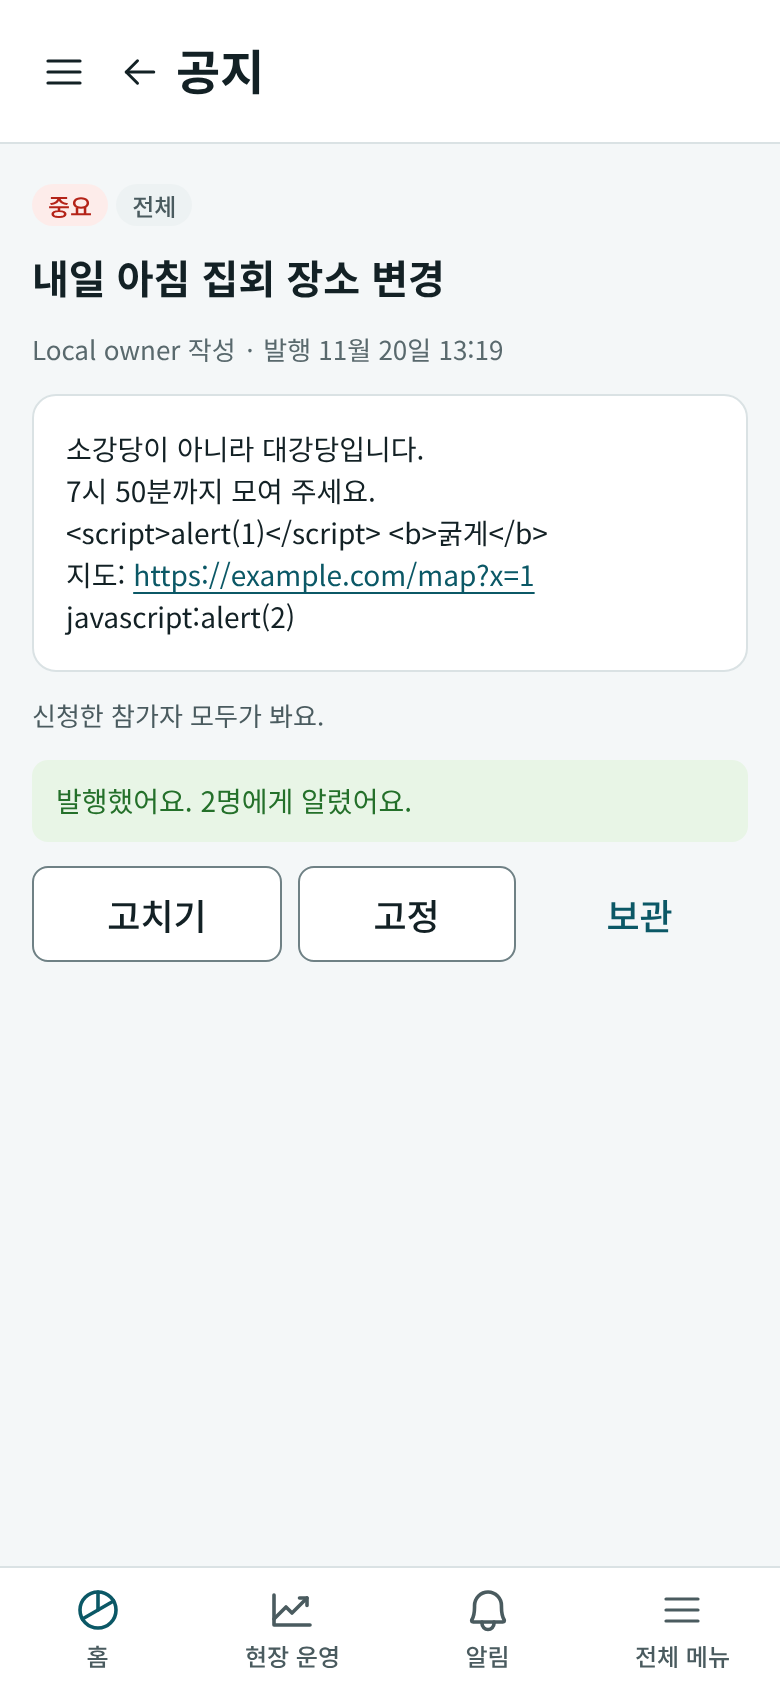 공지
중요 전체
내일 아침 집회 장소 변경
Local owner 작성 · 발행 11월 20일 13:19
소강당이 아니라 대강당입니다.
7시 50분까지 모여 주세요.
<script>alert(1)</script> <b>굵게</b>
지도: https://example.com/map?x=1
javascript:alert(2)
신청한 참가자 모두가 봐요.
발행했어요. 2명에게 알렸어요.
고치기 고정 보관
홈 현장 운영 알림 전체 메뉴